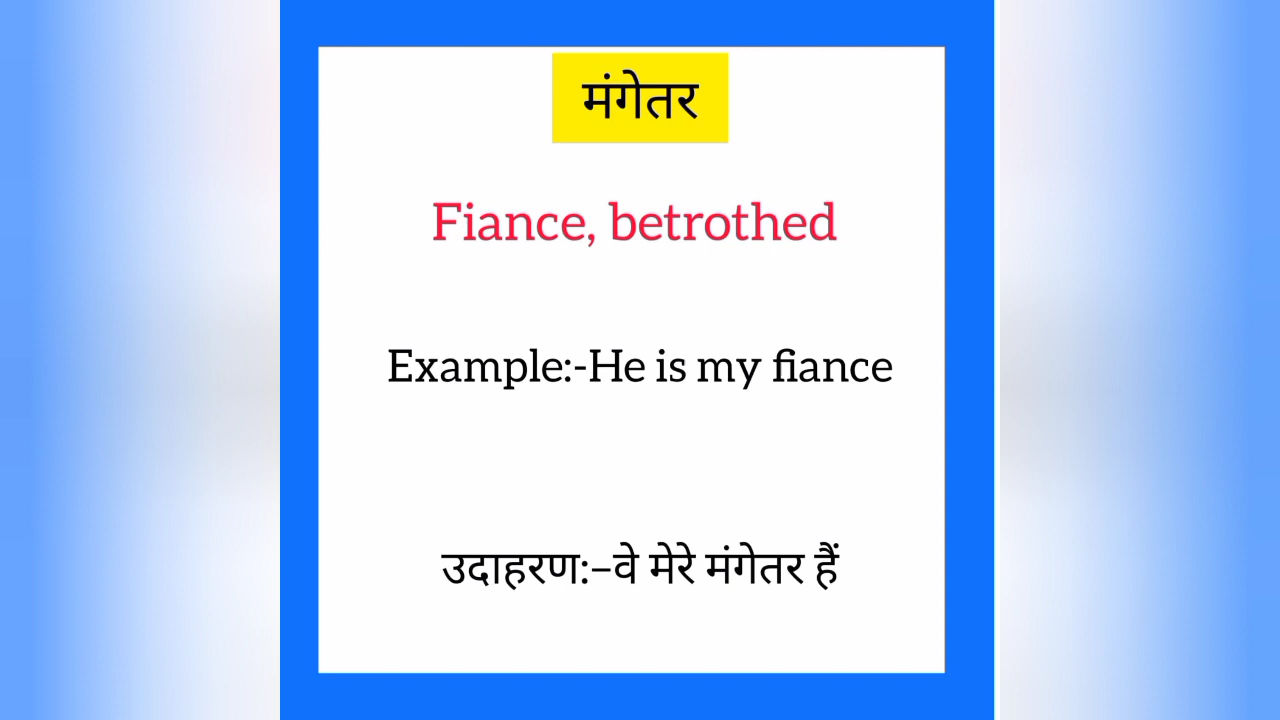 मंगेतर
Fiance, betrothed
Example:-He is my fiance
उदाहरण:–वे मेरे मंगेतर हैं